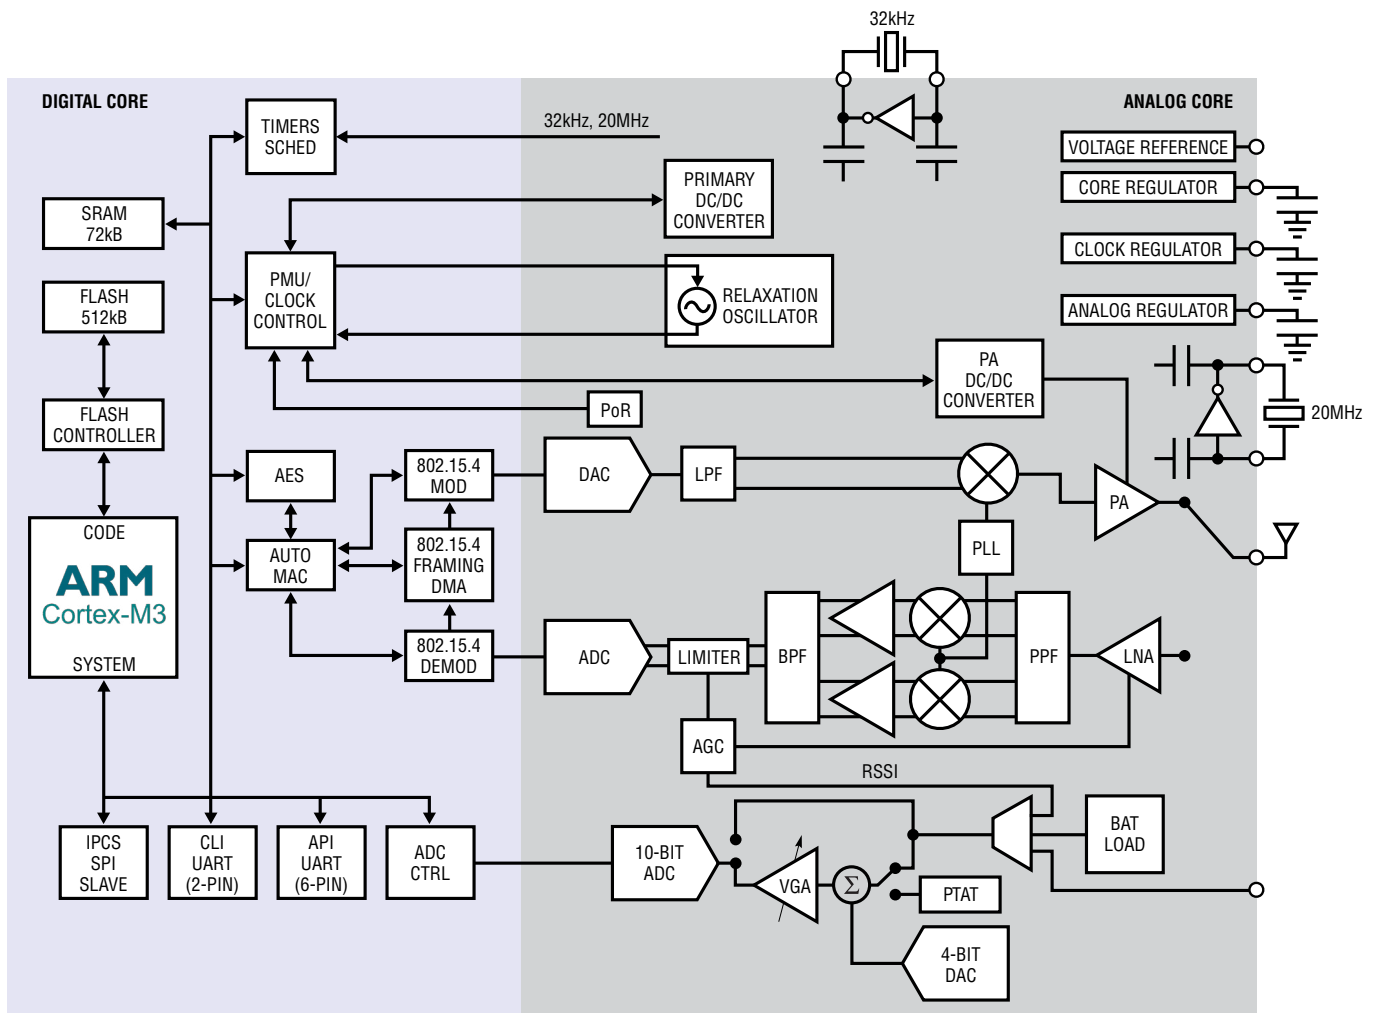 32kHz
DIGITAL CORE
ANALOG CORE
TIMERS
SCHED
32kHz, 20MHz
VOLTAGE REFERENCE
PRIMARY
DC/DC
CONVERTER
CORE REGULATOR
SRAM
72kB
CLOCK REGULATOR
PMU/
CLOCK
CONTROL
RELAXATION
OSCILLATOR
FLASH
512kB
ANALOG REGULATOR
PA
DC/DC
CONVERTER
PoR
20MHz
FLASH
CONTROLLER
AES
802.15.4
MOD
DAC
LPF
PA
CODE
ARM
Cortex-M3
SYSTEM
AUTO
MAC
802.15.4
FRAMING
DMA
PLL
802.15.4
DEMOD
ADC
LIMITER
BPF
PPF
LNA
AGC
RSSI
IPCS
SPI
SLAVE
CLI
UART
(2-PIN)
API
UART
(6-PIN)
ADC
CTRL
10-BIT
ADC
VGA
Σ
BAT
LOAD
PTAT
4-BIT
DAC